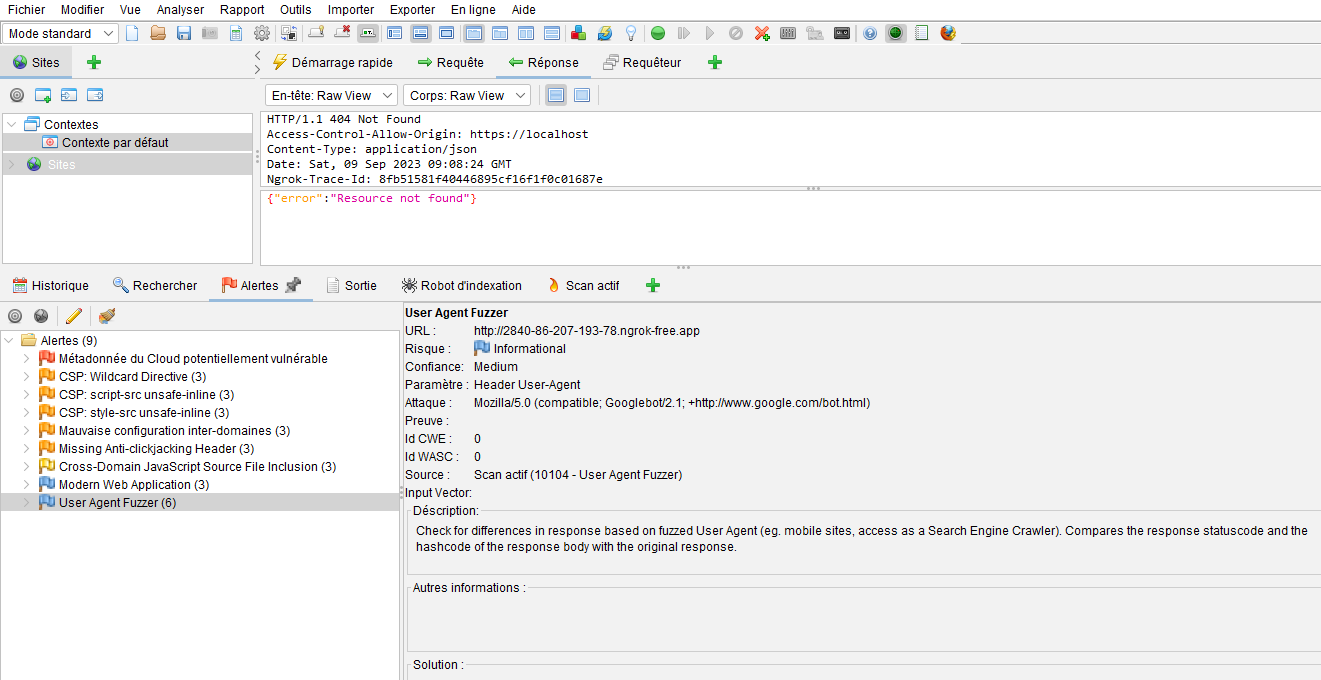 Fichier Modifier Vue Analyser Rapport Outils Importer Exporter En ligne Aide
Mode standard
Sites
Démarrage rapide Requête Réponse Requêteur
En-tête: Raw View Corps: Raw View
Contextes
Contexte par défaut
Sites
HTTP/1.1 404 Not Found
Access-Control-Allow-Origin: https://localhost
Content-Type: application/json
Date: Sat, 09 Sep 2023 09:08:24 GMT
Ngrok-Trace-Id: 8fb51581f40446895cf16f1f0c01687e
{"error":"Resource not found"}
Historique Rechercher Alertes Sortie Robot d'indexation Scan actif
Alertes (9)
Métadonnée du Cloud potentiellement vulnérable
CSP: Wildcard Directive (3)
CSP: script-src unsafe-inline (3)
CSP: style-src unsafe-inline (3)
Mauvaise configuration inter-domaines (3)
Missing Anti-clickjacking Header (3)
Cross-Domain JavaScript Source File Inclusion (3)
Modern Web Application (3)
User Agent Fuzzer (6)
User Agent Fuzzer
URL : http://2840-86-207-193-78.ngrok-free.app
Risque : Informational
Confiance: Medium
Paramètre : Header User-Agent
Attaque : Mozilla/5.0 (compatible; Googlebot/2.1; +http://www.google.com/bot.html)
Preuve :
Id CWE : 0
Id WASC : 0
Source : Scan actif (10104 - User Agent Fuzzer)
Input Vector:
Déscription:
Check for differences in response based on fuzzed User Agent (eg. mobile sites, access as a Search Engine Crawler). Compares the response statuscode and the
hashcode of the response body with the original response.
Autres informations :
Solution :